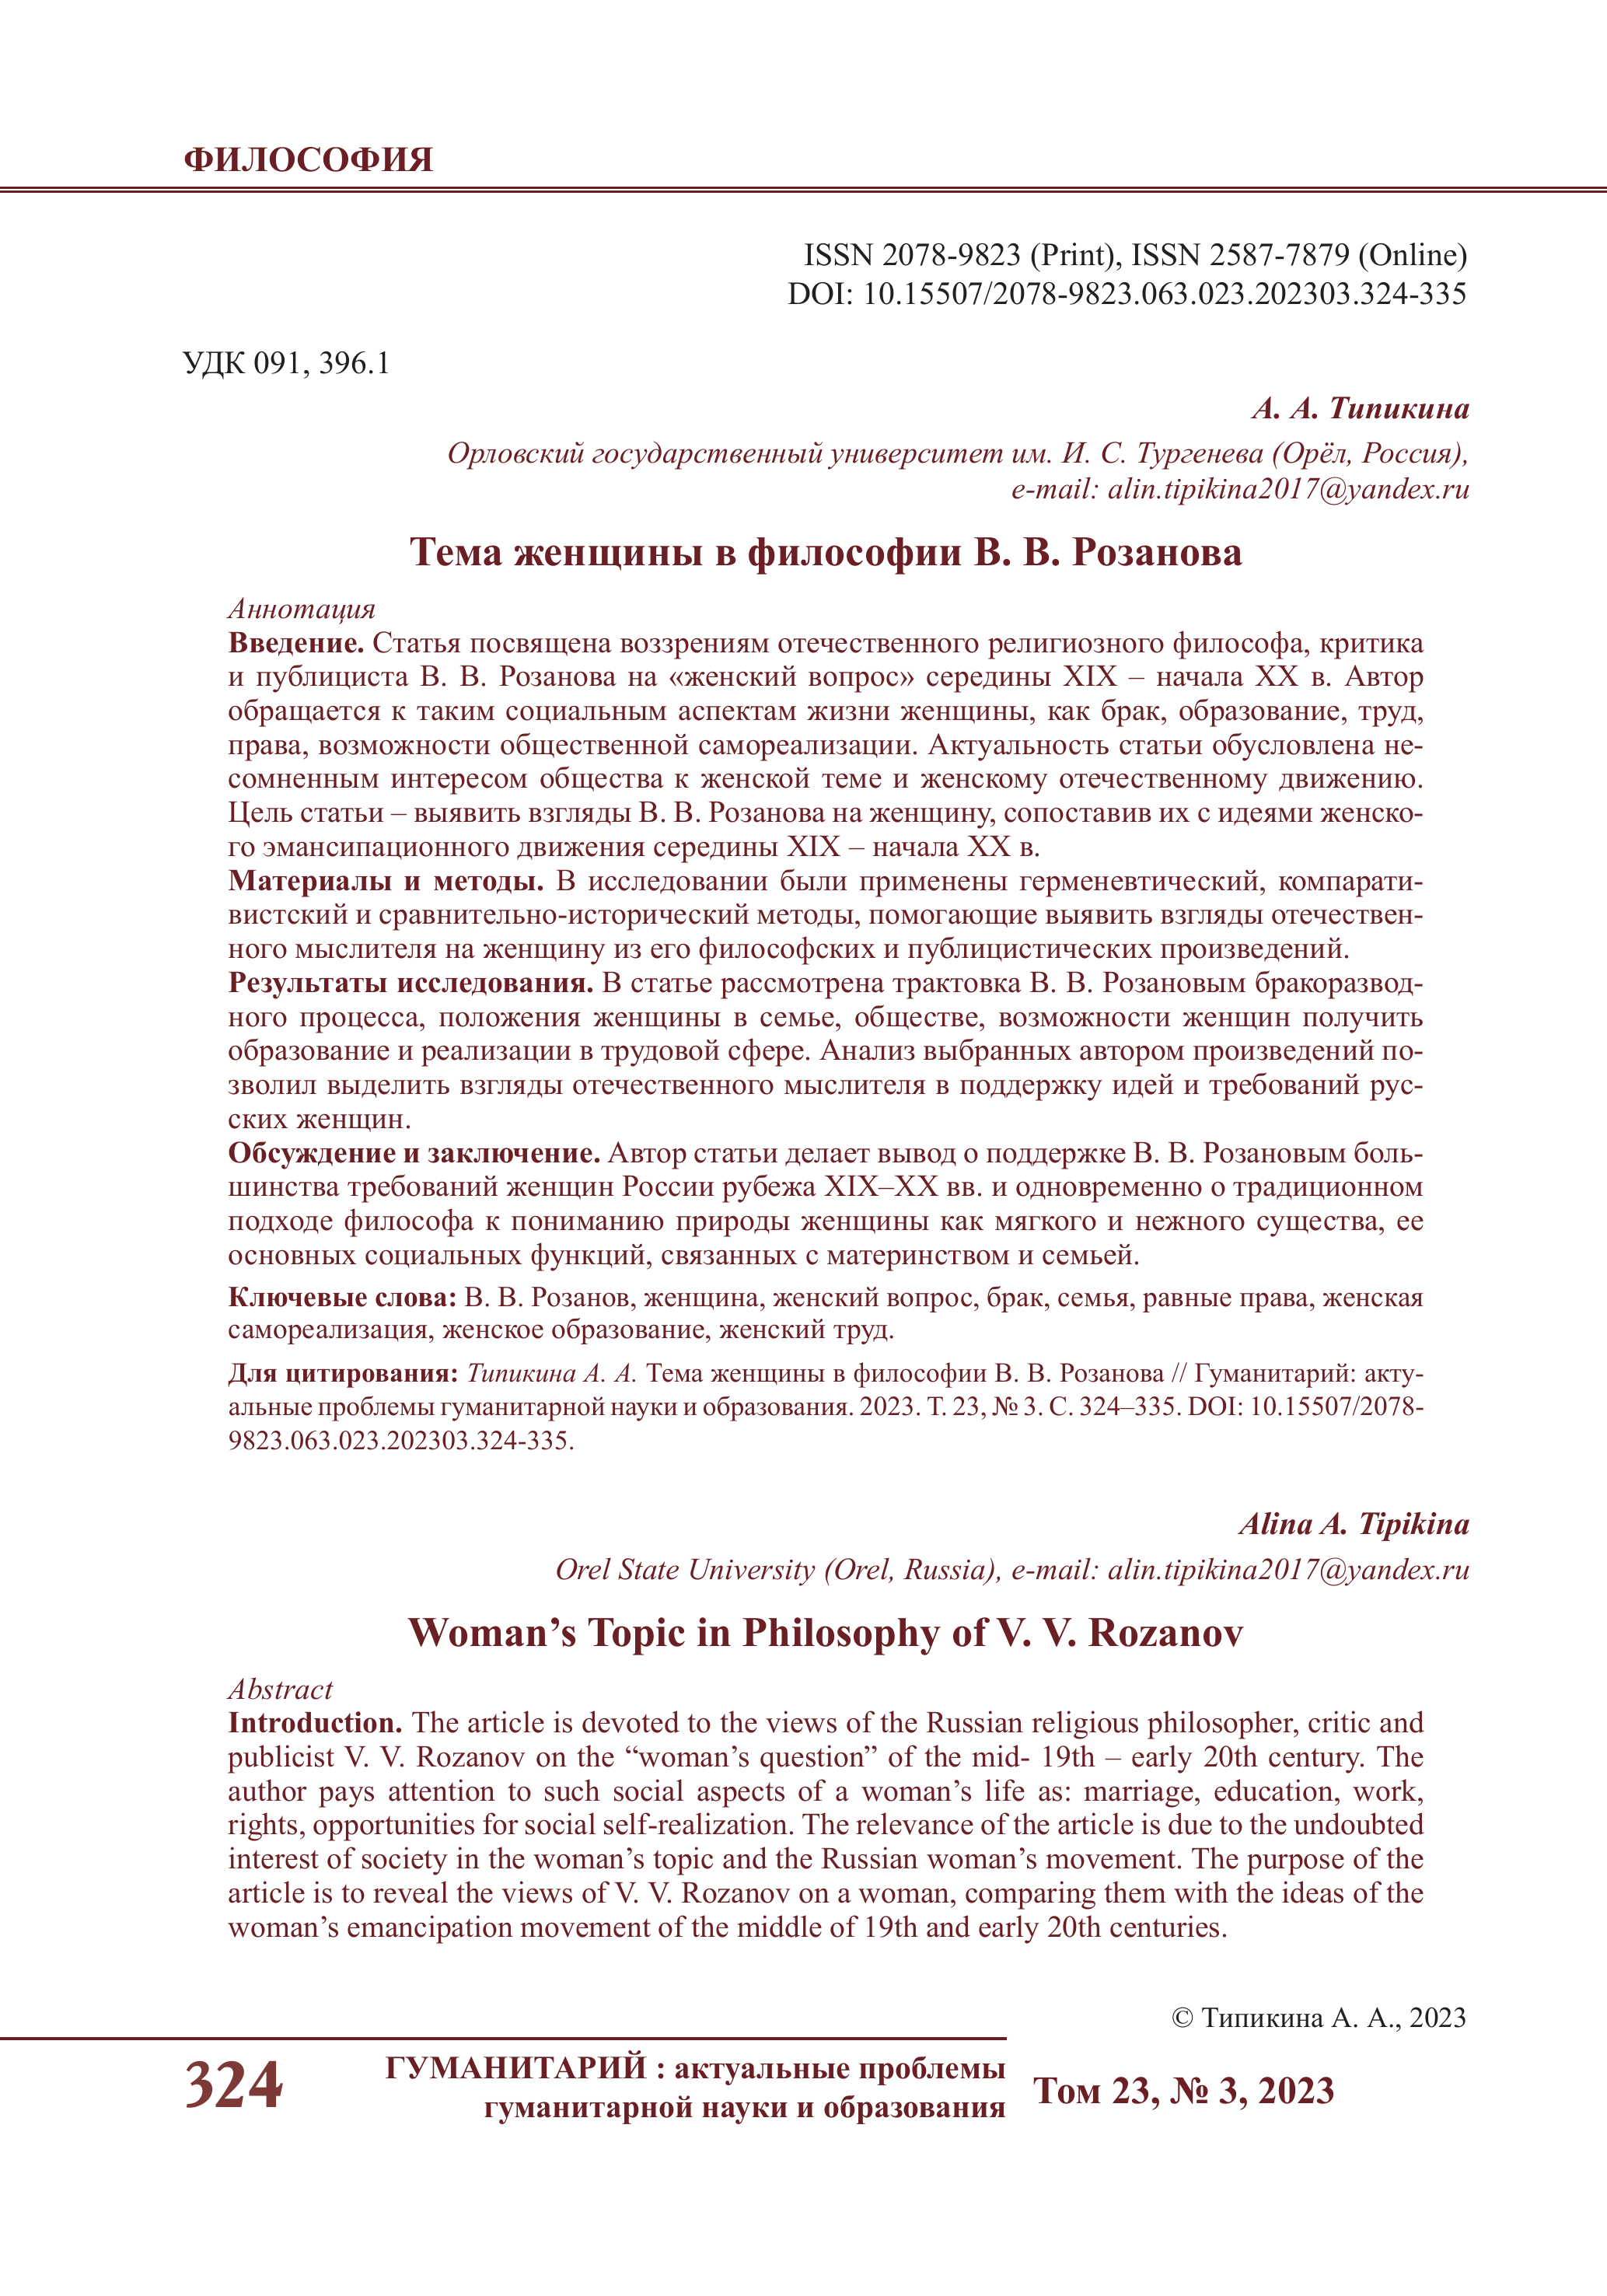 ФИЛОСОФИЯ
ISSN 2078-9823 (Print), ISSN 2587-7879 (Online)
DOI: 10.15507/2078-9823.063.023.202303.324-335
УДК 091, 396.1
А. А. Типикина
Орловский государственный университет им. И. С. Тургенева (Орёл, Россия),
e-mail: alin.tipikina2017@yandex.ru
Тема женщины в философии В. В. Розанова
Аннотация
Введение. Статья посвящена воззрениям отечественного религиозного философа, критика
и публициста В. В. Розанова на «женский вопрос» середины XIX – начала XX в. Автор
обращается к таким социальным аспектам жизни женщины, как брак, образование, труд,
права, возможности общественной самореализации. Актуальность статьи обусловлена не-
сомненным интересом общества к женской теме и женскому отечественному движению.
Цель статьи – выявить взгляды В. В. Розанова на женщину, сопоставив их с идеями женско-
го эмансипационного движения середины XIX – начала XX в.
Материалы и методы. В исследовании были применены герменевтический, компарати-
вистский и сравнительно-исторический методы, помогающие выявить взгляды отечествен-
ного мыслителя на женщину из его философских и публицистических произведений.
Результаты исследования. В статье рассмотрена трактовка В. В. Розановым бракоразвод-
ного процесса, положения женщины в семье, обществе, возможности женщин получить
образование и реализации в трудовой сфере. Анализ выбранных автором произведений по-
зволил выделить взгляды отечественного мыслителя в поддержку идей и требований рус-
ских женщин.
Обсуждение и заключение. Автор статьи делает вывод о поддержке В. В. Розановым боль-
шинства требований женщин России рубежа XIX–XX вв. и одновременно о традиционном
подходе философа к пониманию природы женщины как мягкого и нежного существа, ее
основных социальных функций, связанных с материнством и семьей.
Ключевые слова: В. В. Розанов, женщина, женский вопрос, брак, семья, равные права, женская
самореализация, женское образование, женский труд.
Для цитирования: Типикина А. А. Тема женщины в философии В. В. Розанова // Гуманитарий: акту-
альные проблемы гуманитарной науки и образования. 2023. Т. 23, № 3. С. 324–335. DOI: 10.15507/2078-
9823.063.023.202303.324-335.
Alina A. Tipikina
Orel State University (Orel, Russia), e-mail: alin.tipikina2017@yandex.ru
Woman’s Topic in Philosophy of V. V. Rozanov
Abstract
Introduction. The article is devoted to the views of the Russian religious philosopher, critic and
publicist V. V. Rozanov on the “woman’s question” of the mid- 19th – early 20th century. The
author pays attention to such social aspects of a woman’s life as: marriage, education, work,
rights, opportunities for social self-realization. The relevance of the article is due to the undoubted
interest of society in the woman’s topic and the Russian woman’s movement. The purpose of the
article is to reveal the views of V. V. Rozanov on a woman, comparing them with the ideas of the
woman’s emancipation movement of the middle of 19th and early 20th centuries.
© Типикина А. А., 2023
324
ГУМАНИТАРИЙ : актуальные проблемы
гуманитарной науки и образования
Том 23, № 3, 2023